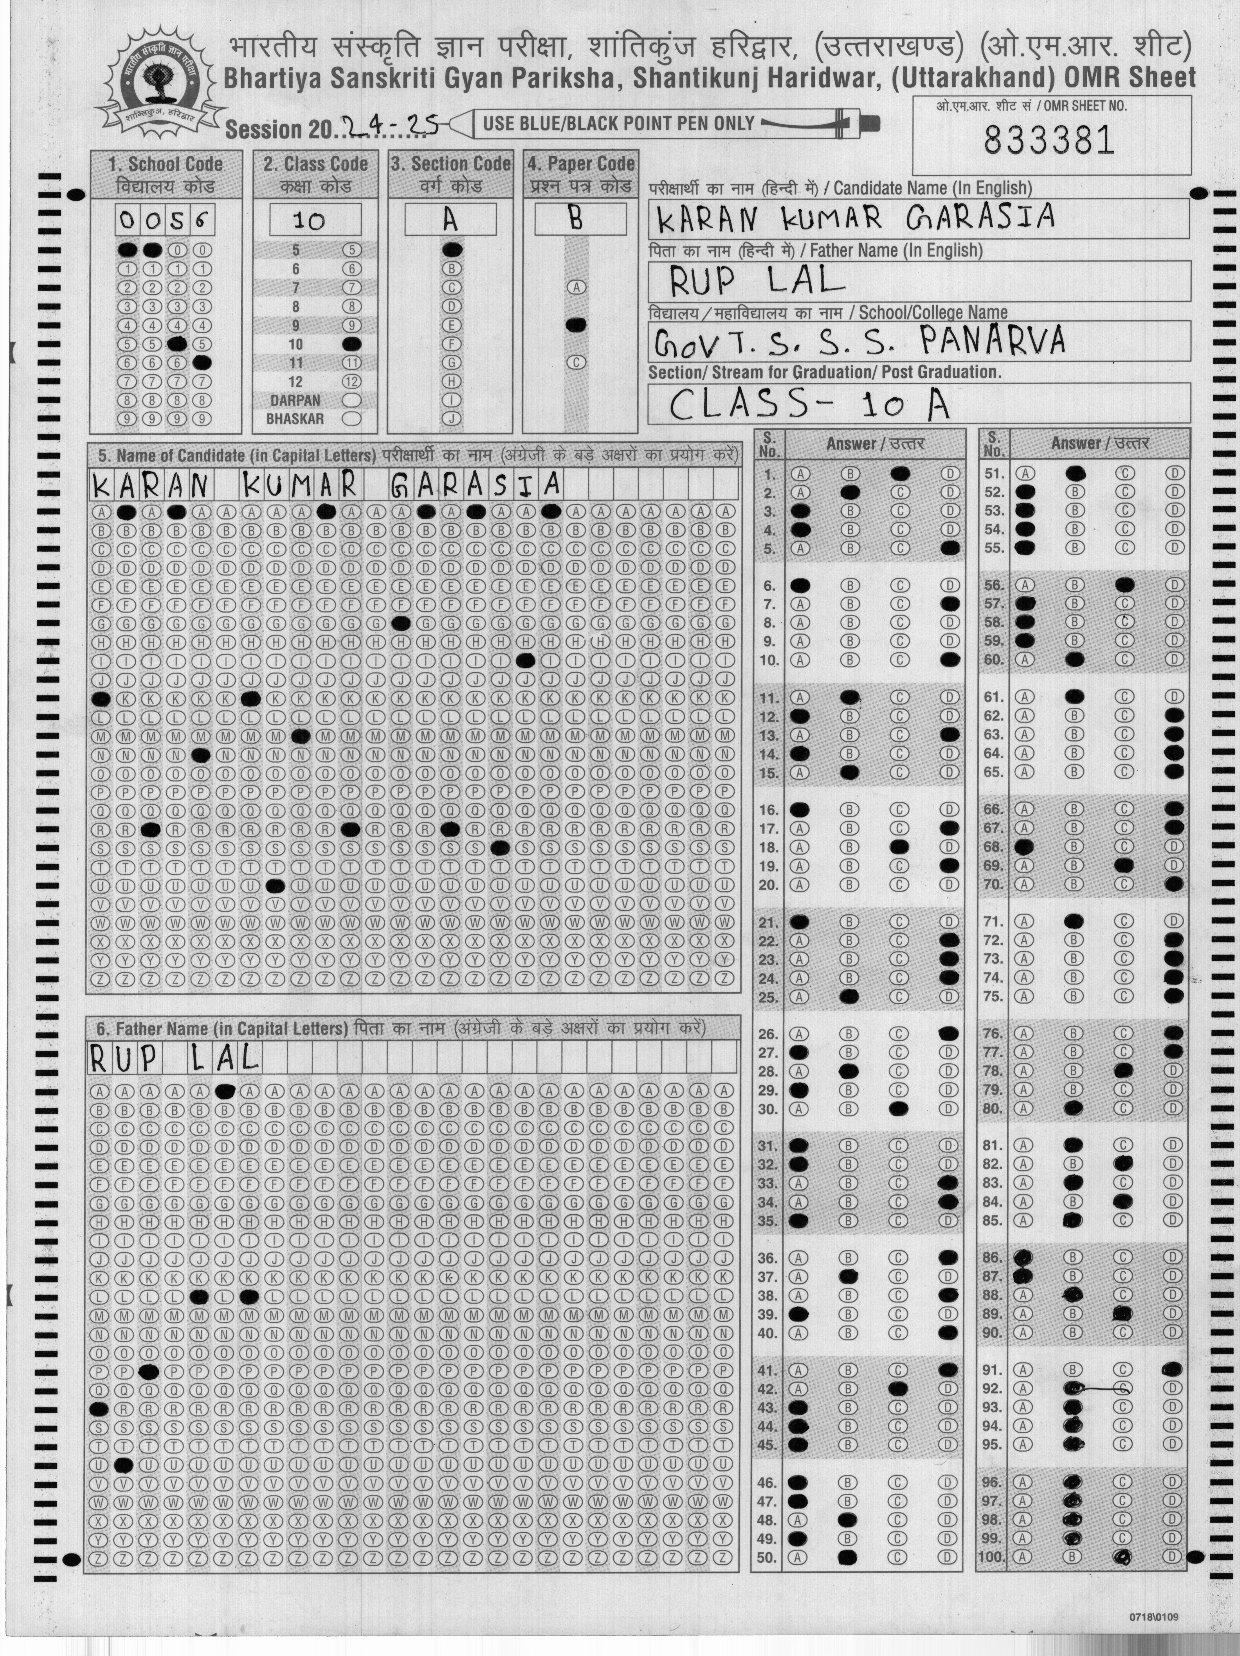 भारतीय संस्कृति ज्ञान परीक्षा, शांतिकुंज हरिद्वार, (उत्तराखण्ड) (ओ.एम.आर. शीट)
Bhartiya Sanskriti Gyan Pariksha, Shantikunj Haridwar, (Uttarakhand) OMR Sheet
Session 20..24-25
USE BLUE/BLACK POINT PEN ONLY
ओ.एम.आर. शीट सं / OMR SHEET NO.
833381
1. School Code
विद्यालय कोड
0056
2. Class Code
कक्षा कोड
10
5
6
7
8
9
10
11
12
DARPAN
BHASKAR
3. Section Code
वर्ग कोड
A
4. Paper Code
प्रश्न पत्र कोड
B
परीक्षार्थी का नाम (हिन्दी में) / Candidate Name (In English)
KARAN KUMAR GARASIA
पिता का नाम (हिन्दी में) / Father Name (In English)
RUP LAL
विद्यालय/महाविद्यालय का नाम / School/College Name
GOVT. S. S. S. PANARVA
Section/ Stream for Graduation/ Post Graduation.
CLASS- 10 A
5. Name of Candidate (in Capital Letters) परीक्षार्थी का नाम (अंग्रेजी के बड़े अक्षरों का प्रयोग करें)
KARAN KUMAR GARASIA
6. Father Name (in Capital Letters) पिता का नाम (अंग्रेजी के बड़े अक्षरों का प्रयोग करें)
RUP LAL
S. No. Answer / उत्तर
S. No. Answer / उत्तर
0718\0109